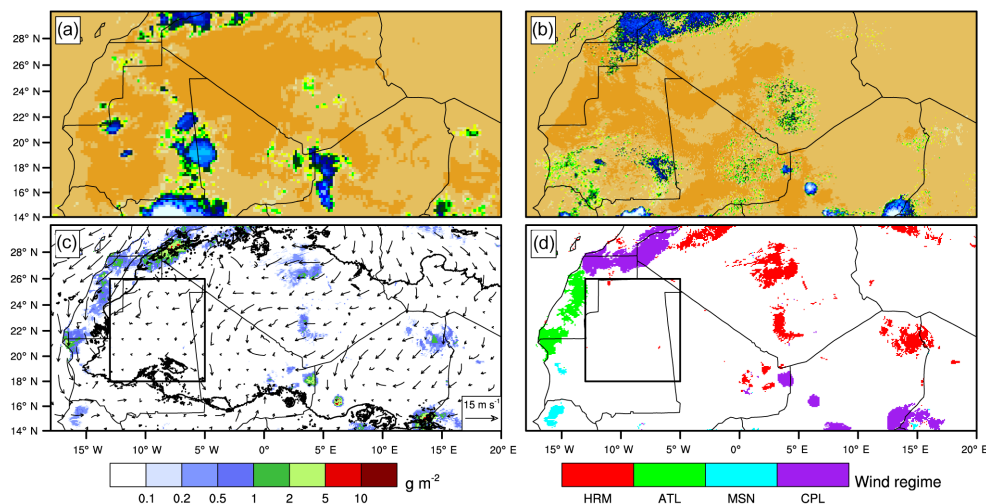 (a)
(b)
28° N
26° N
24° N
22° N
20° N
18° N
16° N
14° N
(c)
(d)
28° N
26° N
24° N
22° N
20° N
18° N
16° N
14° N
15 m s⁻¹
15° W 10° W 5° W 0° 5° E 10° E 15° E 20° E
15° W 10° W 5° W 0° 5° E 10° E 15° E 20° E
g m⁻²
0.1 0.2 0.5 1 2 5 10
Wind regime
HRM ATL MSN CPL